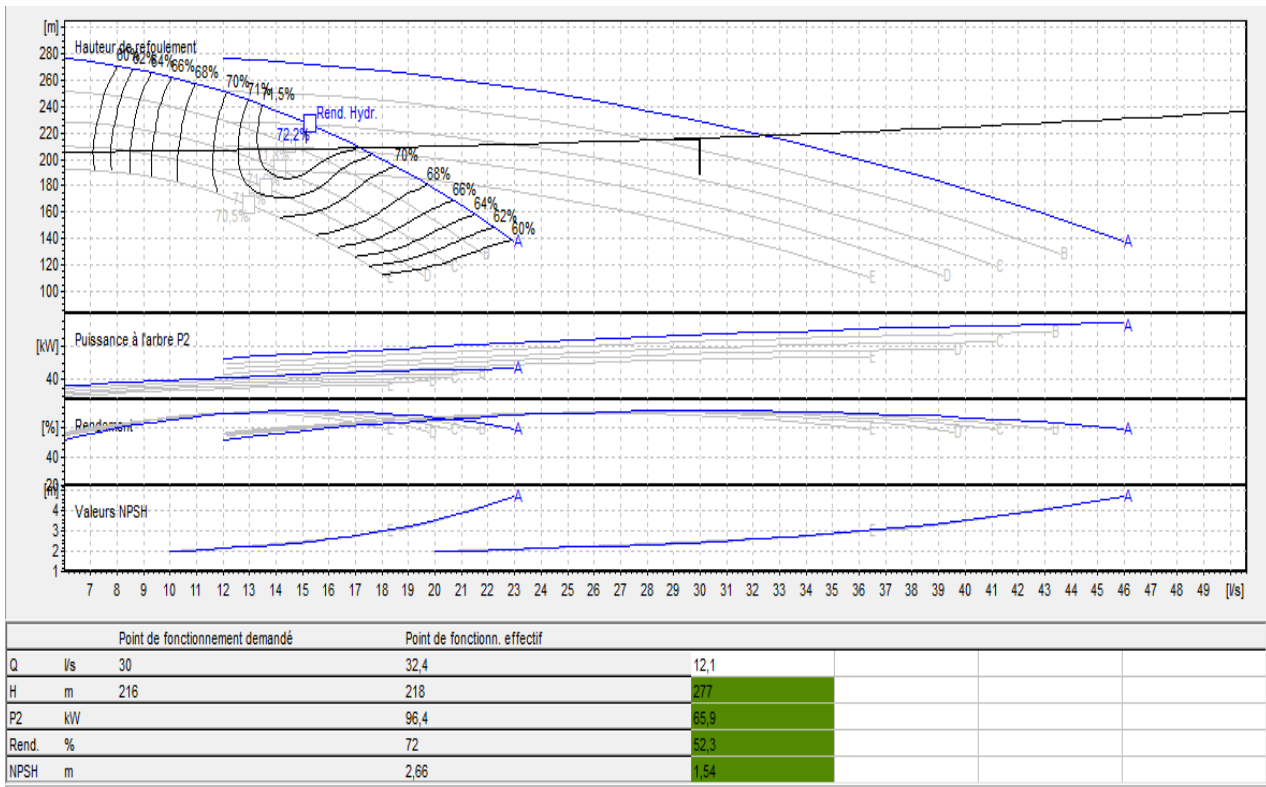 [m]
Hauteur de refoulement
280
260
240
220
200
180
160
140
120
100
60%
62%
64%
66%
68%
70%
71%
71,5%
Rend. Hydr.
72,2%
70,5%
70%
68%
66%
64%
62%
60%
A
B
C
D
E
A
B
C
D
E
Puissance à l'arbre P2
[kW]
40
A
B
C
D
E
A
D
E
Rendement
[%]
40
20
A
B
C
D
E
A
B
C
D
E
[m]
Valeurs NPSH
4
3
2
1
A
E
A
E
7 8 9 10 11 12 13 14 15 16 17 18 19 20 21 22 23 24 25 26 27 28 29 30 31 32 33 34 35 36 37 38 39 40 41 42 43 44 45 46 47 48 49 [l/s]
Point de fonctionnement demandé Point de fonctionn. effectif
Q l/s 30 32,4 12,1
H m 216 218 277
P2 kW 96,4 65,9
Rend. % 72 52,3
NPSH m 2,66 1,54